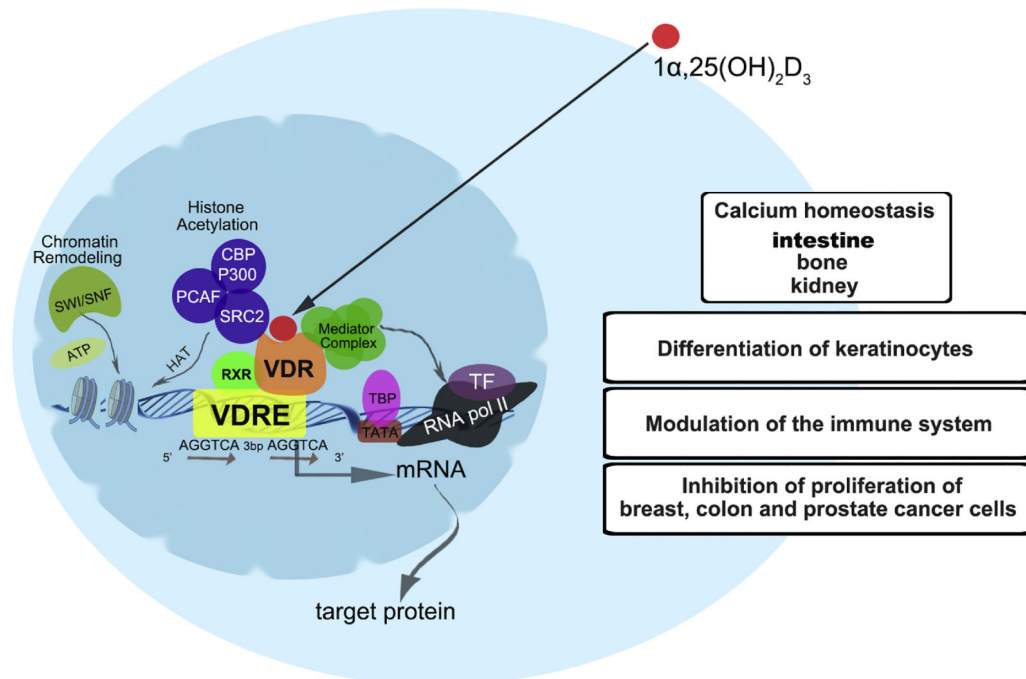 1α,25(OH)₂D₃
Histone
Acetylation
Chromatin
Remodeling
CBP
P300
PCAF
SRC2
SWI/SNF
ATP
HAT
Mediator
Complex
RXR
VDR
VDRE
TBP
TATA
TF
RNA pol II
5' AGGTCA 3bp AGGTCA 3'
mRNA
target protein
Calcium homeostasis
intestine
bone
kidney
Differentiation of keratinocytes
Modulation of the immune system
Inhibition of proliferation of
breast, colon and prostate cancer cells